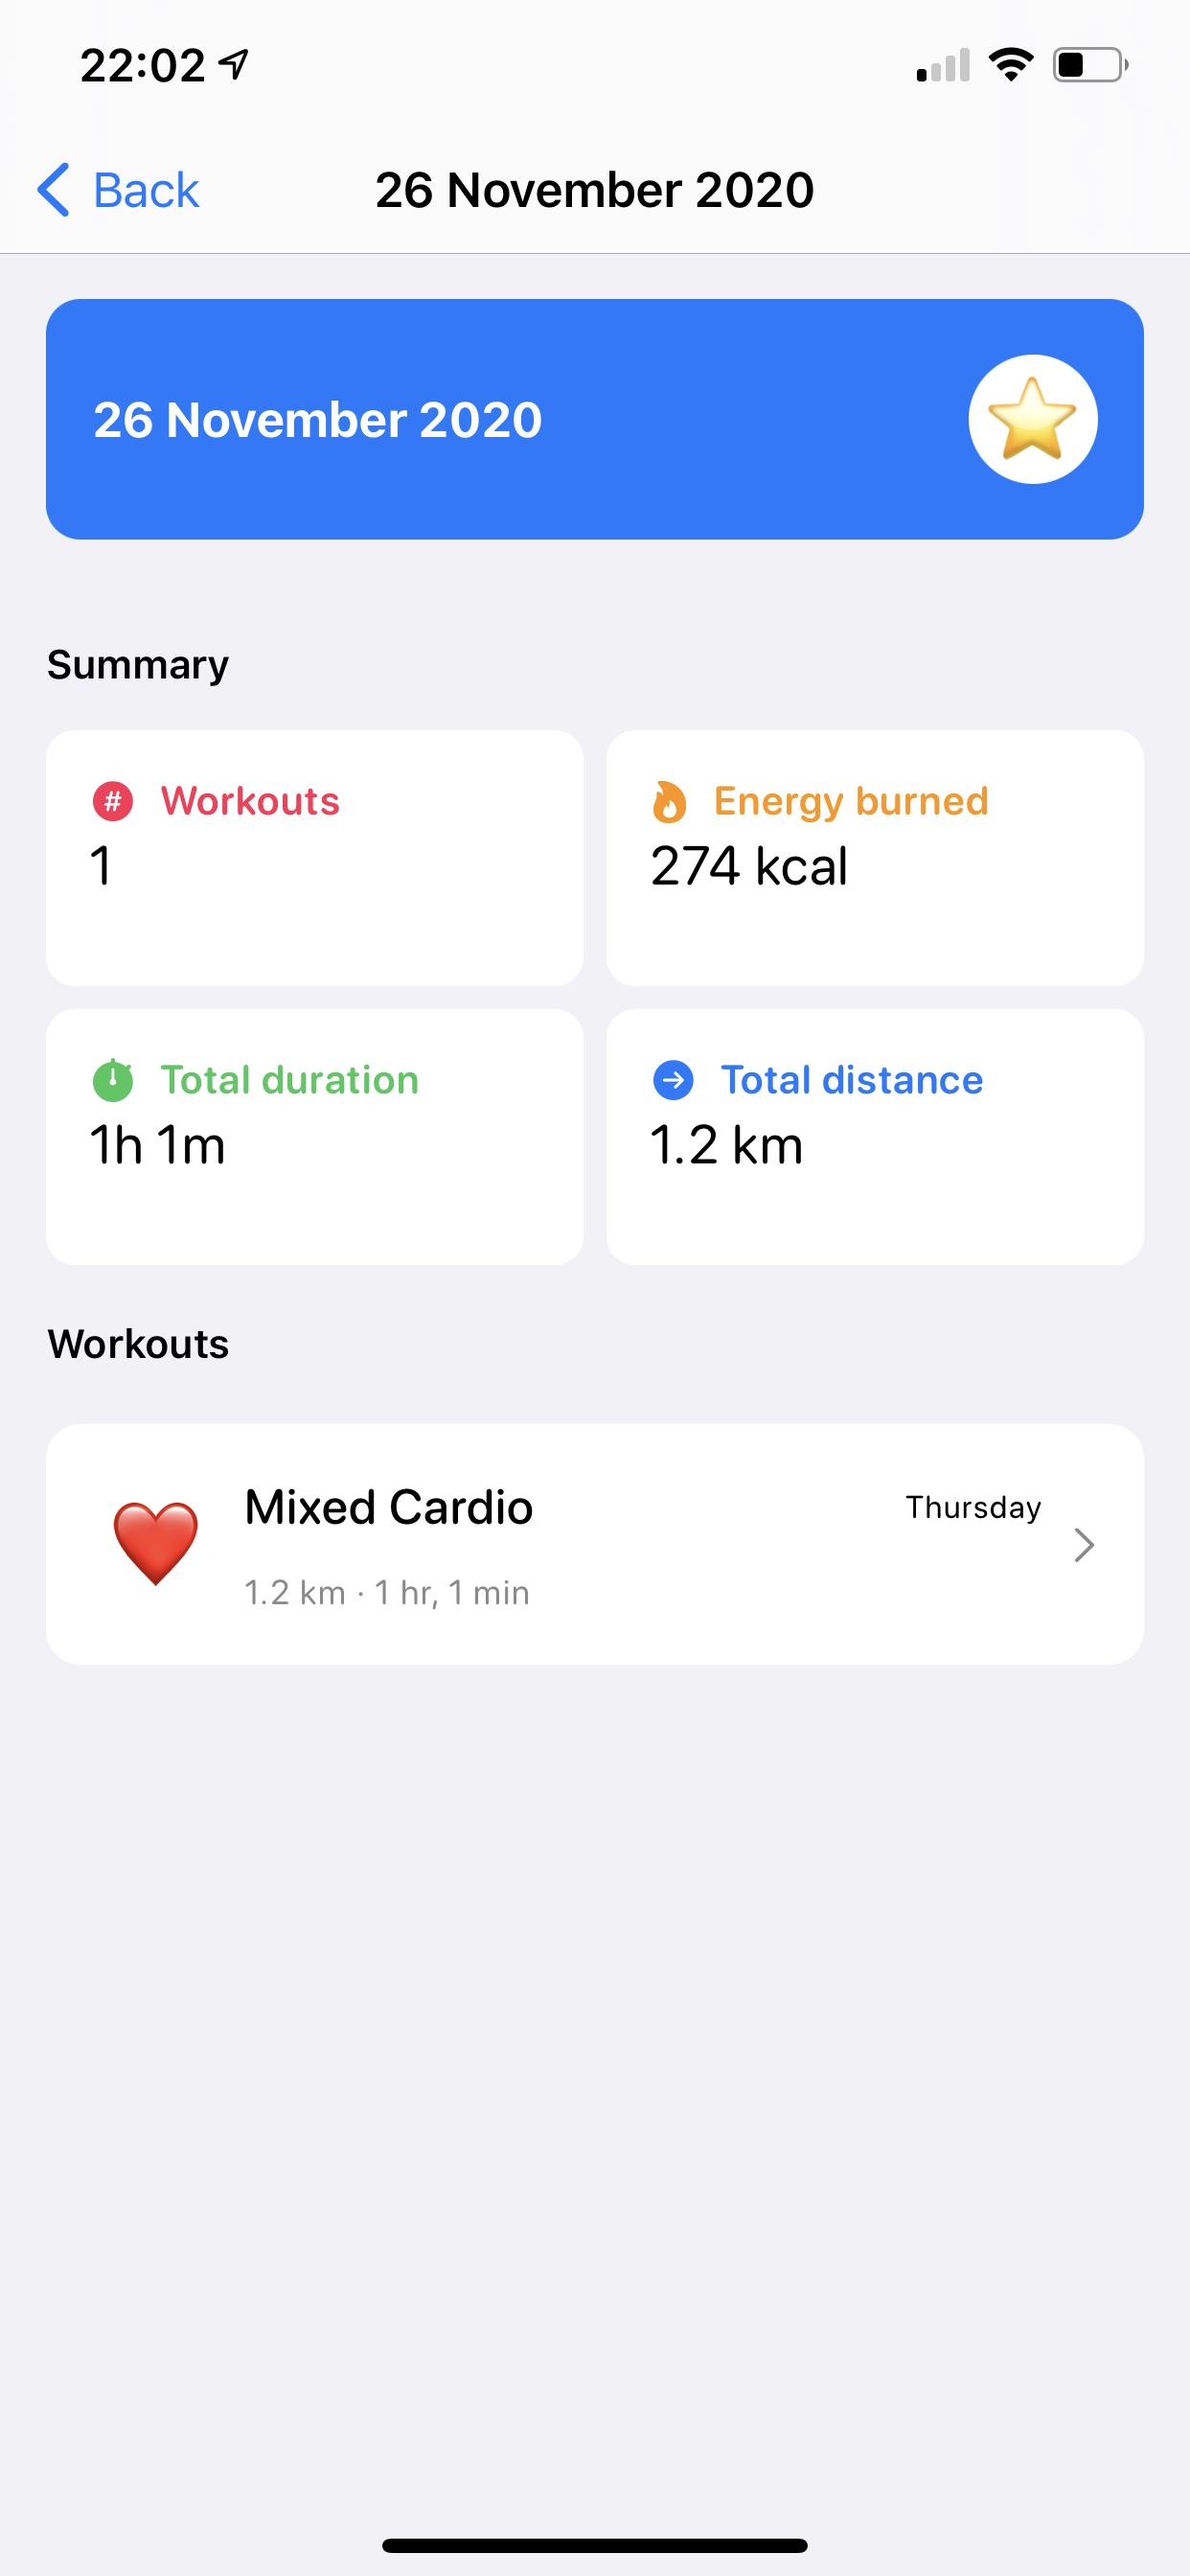 22:02
Back 26 November 2020
26 November 2020
Summary
# Workouts
1
Energy burned
274 kcal
Total duration
1h 1m
Total distance
1.2 km
Workouts
Mixed Cardio
Thursday
1.2 km · 1 hr, 1 min